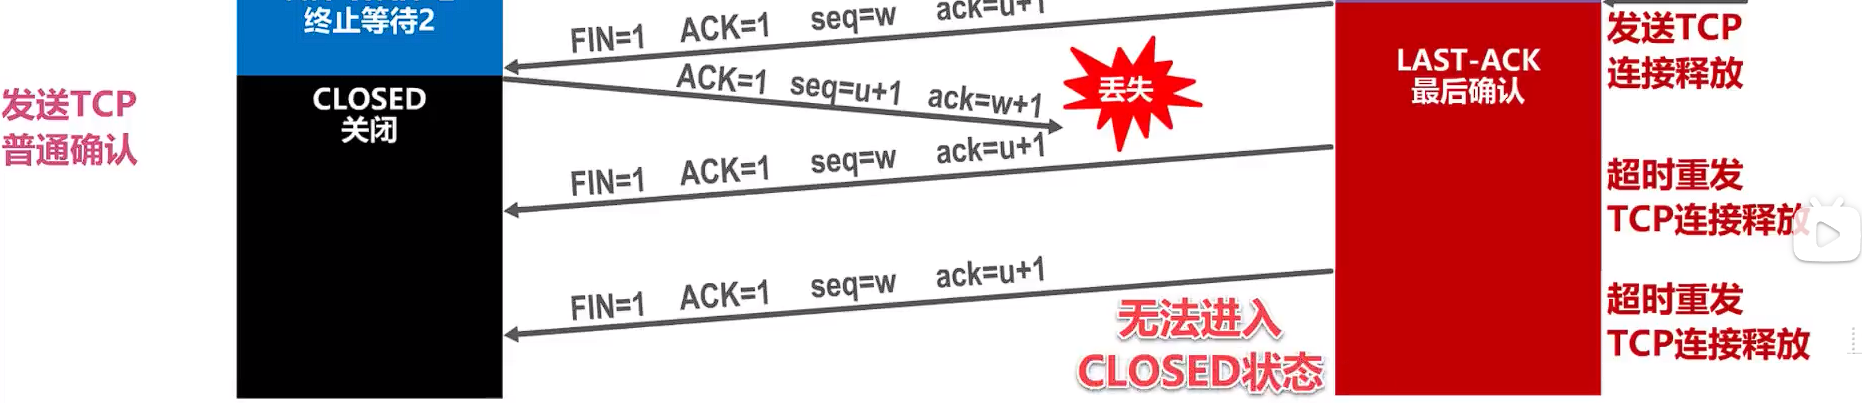 终止等待2
FIN=1 ACK=1 seq=w ack=u+1
发送TCP
连接释放
LAST-ACK
最后确认
CLOSED
关闭
发送TCP
普通确认
ACK=1 seq=u+1 ack=w+1
丢失
FIN=1 ACK=1 seq=w ack=u+1
超时重发
TCP连接释放
FIN=1 ACK=1 seq=w ack=u+1
超时重发
TCP连接释放
无法进入
CLOSED状态